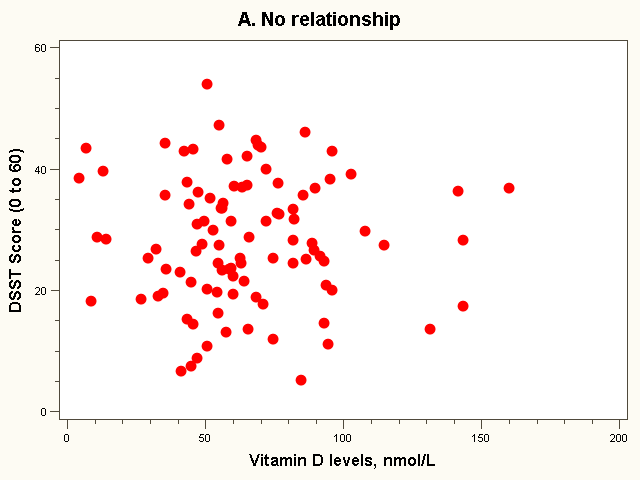 A. No relationship
DSST Score (0 to 60)
60
40
20
0
0 50 100 150 200
Vitamin D levels, nmol/L